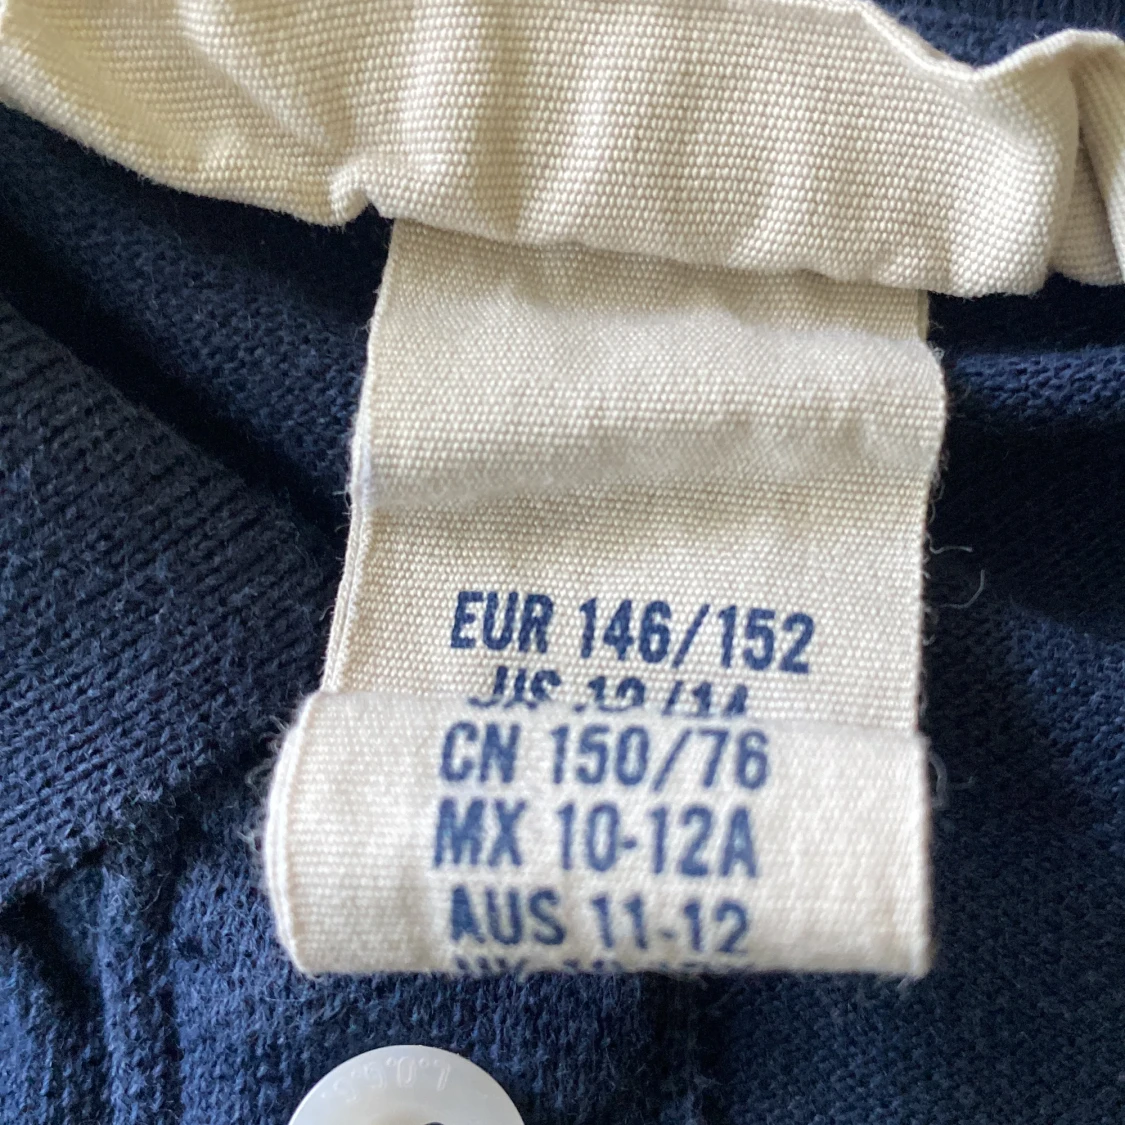 EUR 146/152
CN 150/76
MX 10-12A
AUS 11-12
L.O.G.G.